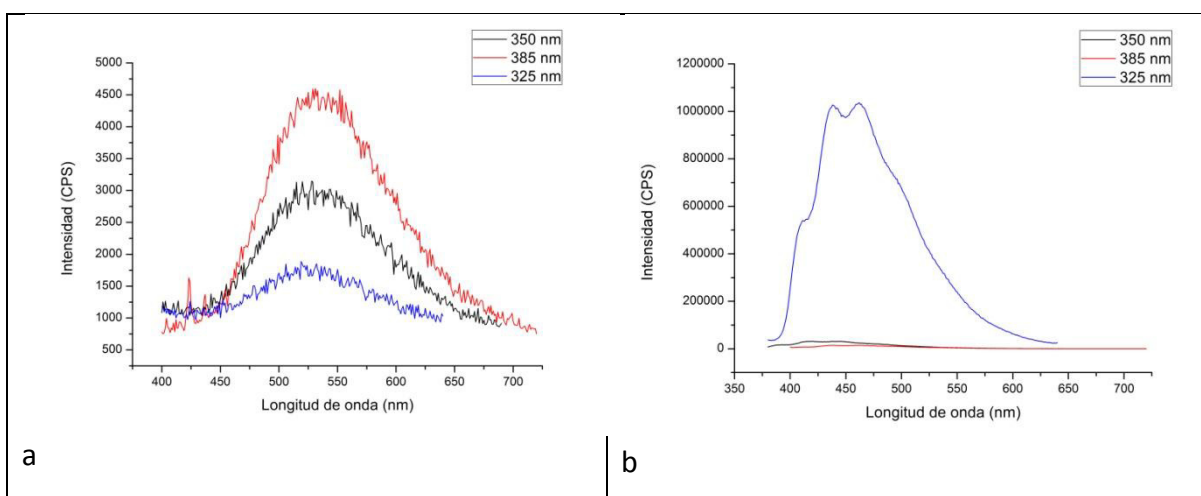 350 nm
385 nm
325 nm
5000
4500
4000
3500
3000
2500
2000
1500
1000
500
Intensidad (CPS)
400 450 500 550 600 650 700
Longitud de onda (nm)
a
350 nm
385 nm
325 nm
1200000
1000000
800000
600000
400000
200000
0
Intensidad (CPS)
350 400 450 500 550 600 650 700
Longitud de onda (nm)
b